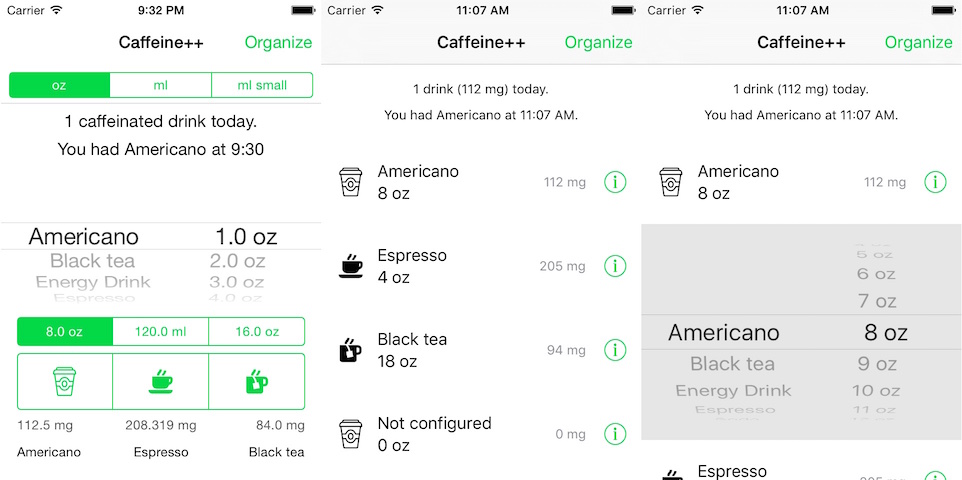 Carrier 9:32 PM
Caffeine++ Organize
oz ml ml small
1 caffeinated drink today.
You had Americano at 9:30
Americano 1.0 oz
Black tea 2.0 oz
Energy Drink 3.0 oz
Espresso 4.0 oz
8.0 oz 120.0 ml 16.0 oz
112.5 mg 208.319 mg 84.0 mg
Americano Espresso Black tea
Carrier 11:07 AM
Caffeine++ Organize
1 drink (112 mg) today.
You had Americano at 11:07 AM.
Americano
8 oz
112 mg
Espresso
4 oz
205 mg
Black tea
18 oz
94 mg
Not configured
0 oz
0 mg
Carrier 11:07 AM
Caffeine++ Organize
1 drink (112 mg) today.
You had Americano at 11:07 AM.
Americano
8 oz
112 mg
5 oz
6 oz
7 oz
Americano 8 oz
Black tea 9 oz
Energy Drink 10 oz
Espresso 11 oz
Espresso